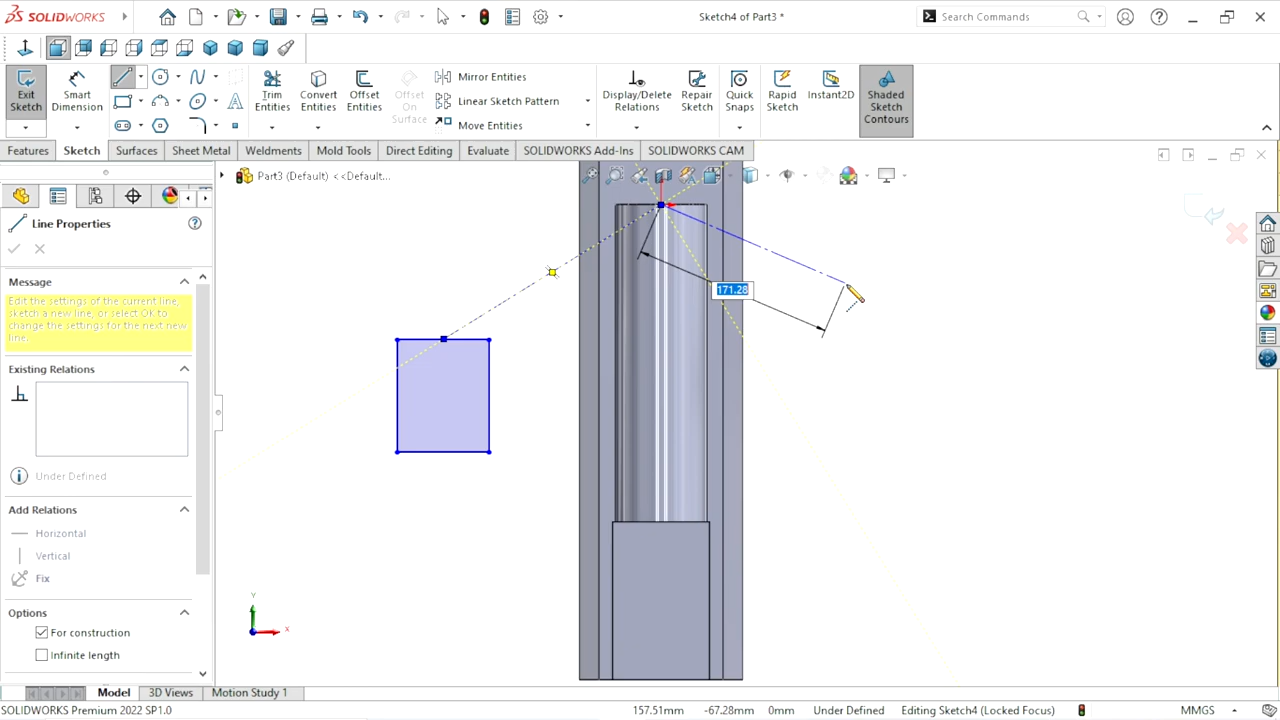 SOLIDWORKS
Sketch4 of Part3 *
Search Commands
Exit Sketch
Smart Dimension
Trim Entities
Convert Entities
Offset Entities
Offset On Surface
Mirror Entities
Linear Sketch Pattern
Move Entities
Display/Delete Relations
Repair Sketch
Quick Snaps
Rapid Sketch
Instant2D
Shaded Sketch Contours
Features
Sketch
Surfaces
Sheet Metal
Weldments
Mold Tools
Direct Editing
Evaluate
SOLIDWORKS Add-Ins
SOLIDWORKS CAM
Part3 (Default) <<Default...
Line Properties
Message
Edit the settings of the current line,
sketch a new line, or select OK to
change the settings for the next new
line.
Existing Relations
Under Defined
Add Relations
Horizontal
Vertical
Fix
Options
For construction
Infinite length
171.28
Y
X
Model
3D Views
Motion Study 1
SOLIDWORKS Premium 2022 SP1.0
157.51mm
-67.28mm
0mm
Under Defined
Editing Sketch4 (Locked Focus)
MMGS